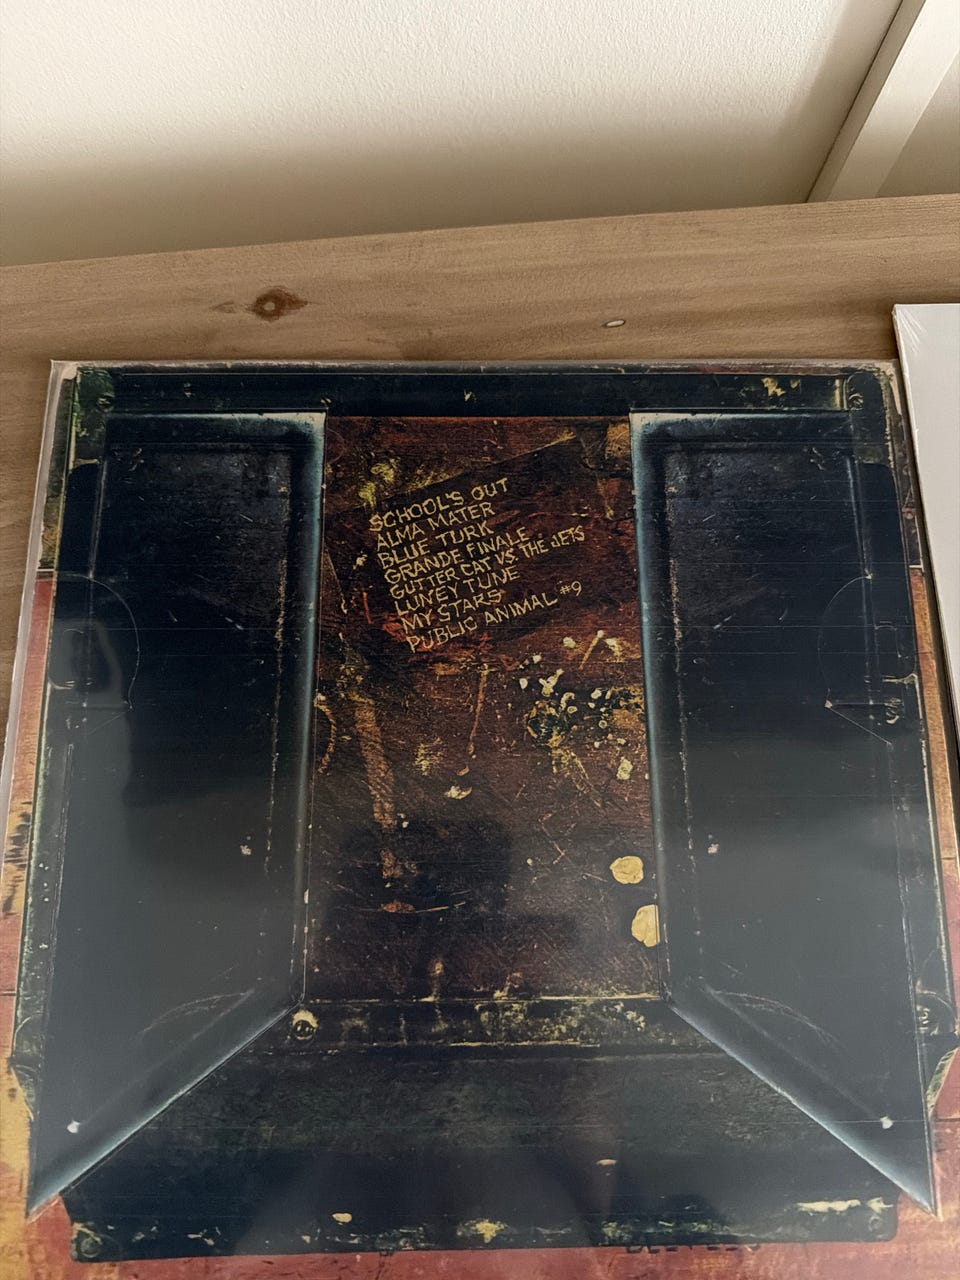 SCHOOL'S OUT
ALMA MATER
BLUE TURK
GRANDE FINALE
GUTTER CAT VS. THE JETS
LUNEY TUNE
MY STARS
PUBLIC ANIMAL #9